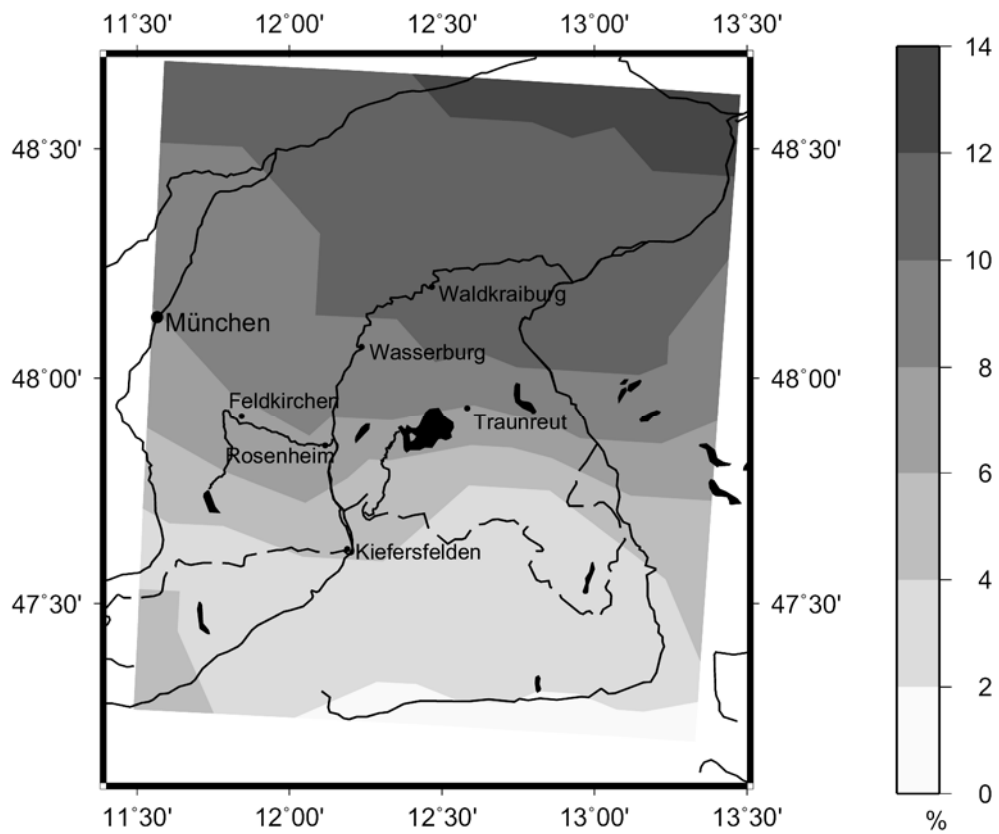 11˚30' 12˚00' 12˚30' 13˚00' 13˚30'
14
48˚30' 48˚30'
12
10
Waldkraiburg
München
Wasserburg
8
48˚00' 48˚00'
Feldkirchen
Traunreut
Rosenheim
6
Kiefersfelden
4
47˚30' 47˚30'
2
0
11˚30' 12˚00' 12˚30' 13˚00' 13˚30'
%